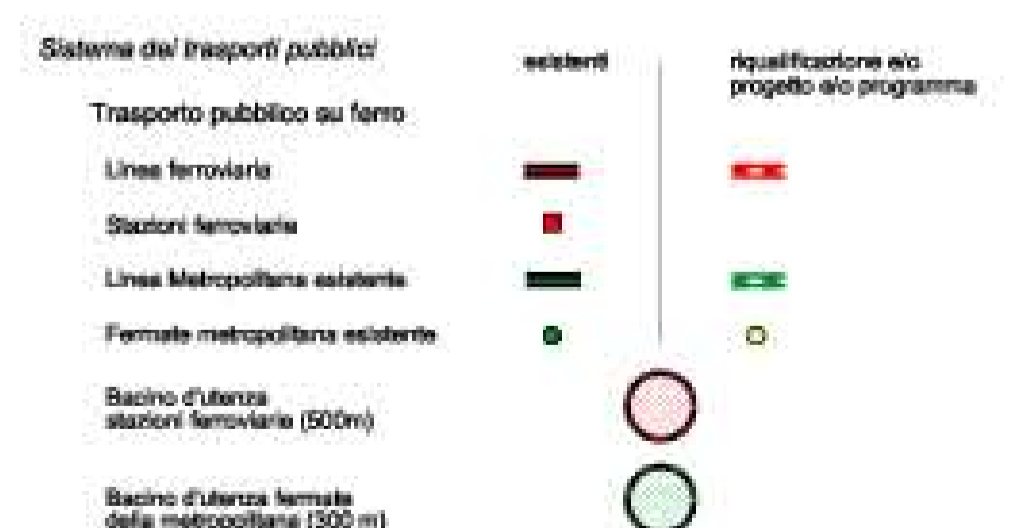 Sistema dei trasporti pubblici
esistenti
riqualificazione e/o
progetto e/o programma
Trasporto pubblico su ferro
Linea ferroviaria
Stazioni ferroviarie
Linea Metropolitana esistente
Fermate metropolitana esistente
Bacino d'utenza
stazioni ferroviarie (500m)
Bacino d'utenza fermate
della metropolitana (300 m)